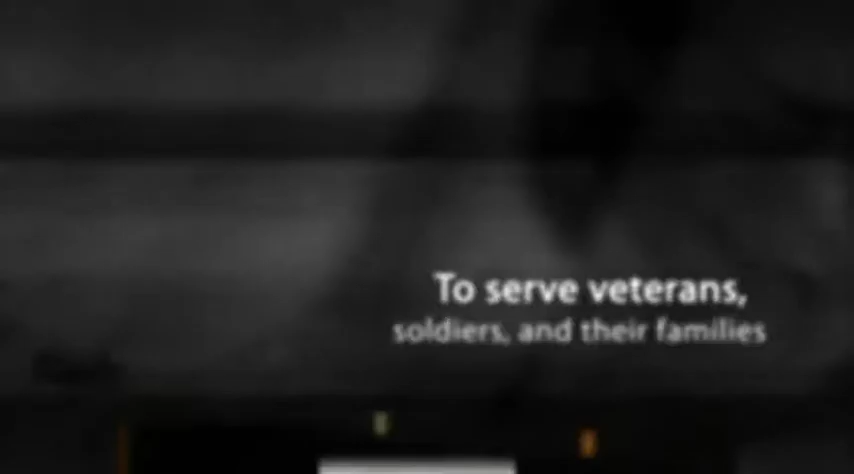 To serve veterans,
soldiers, and their families